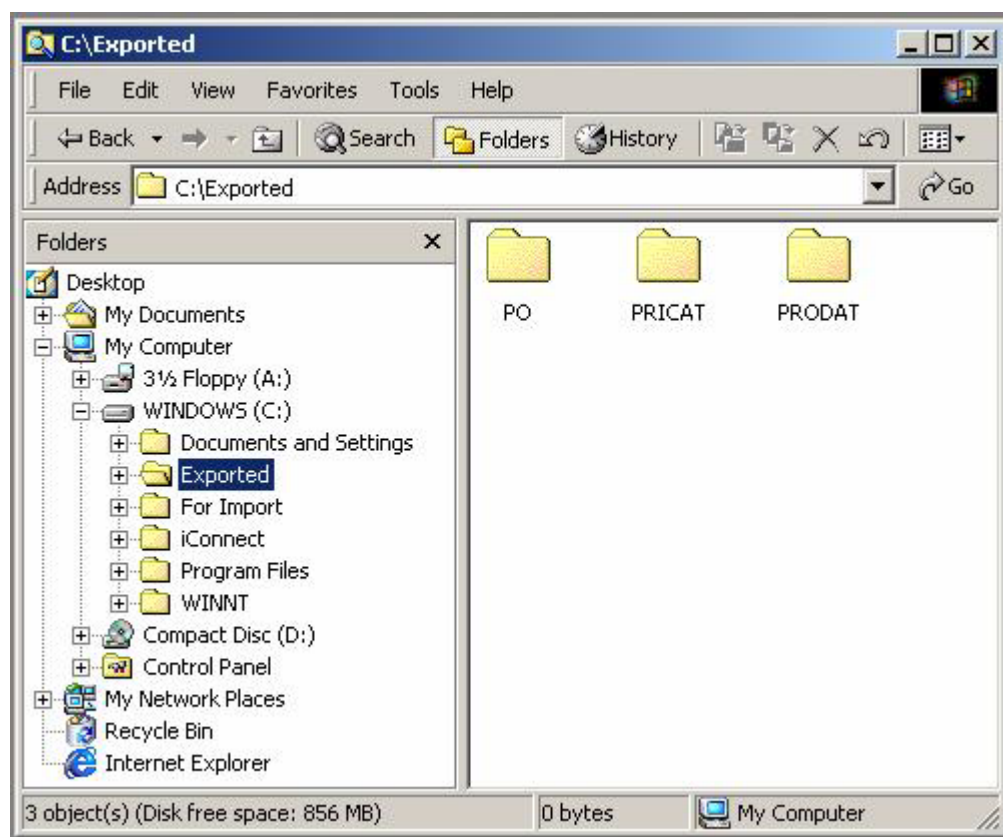 C:\Exported
File Edit View Favorites Tools Help
Back Search Folders History
Address C:\Exported Go
Folders
Desktop
My Documents
My Computer
3½ Floppy (A:)
WINDOWS (C:)
Documents and Settings
Exported
For Import
iConnect
Program Files
WINNT
Compact Disc (D:)
Control Panel
My Network Places
Recycle Bin
Internet Explorer
PO PRICAT PRODAT
3 object(s) (Disk free space: 856 MB) 0 bytes My Computer